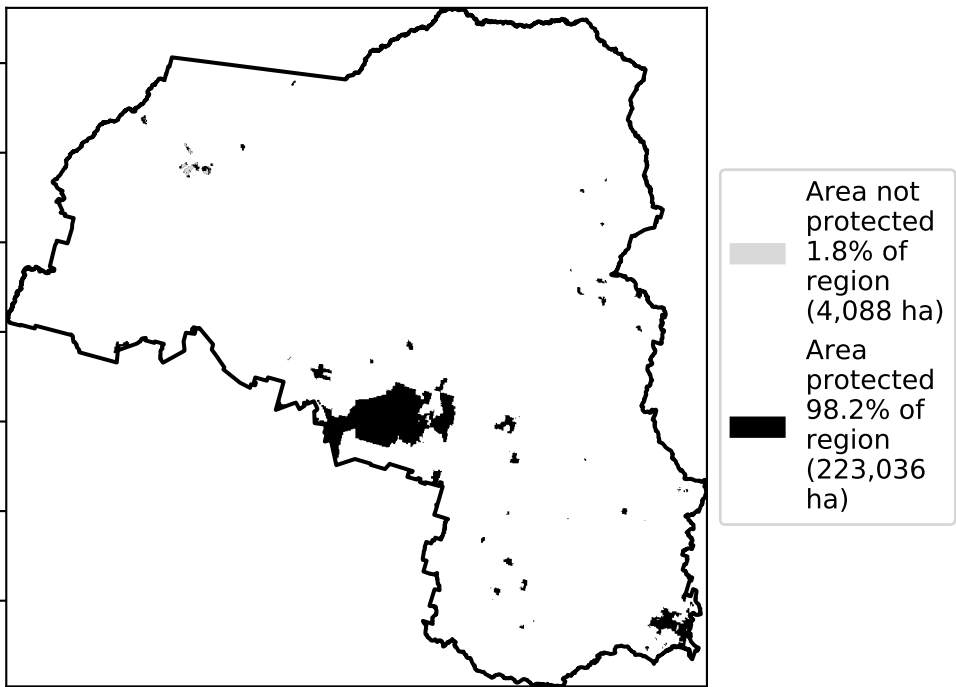 Area not
protected
1.8% of
region
(4,088 ha)
Area
protected
98.2% of
region
(223,036
ha)